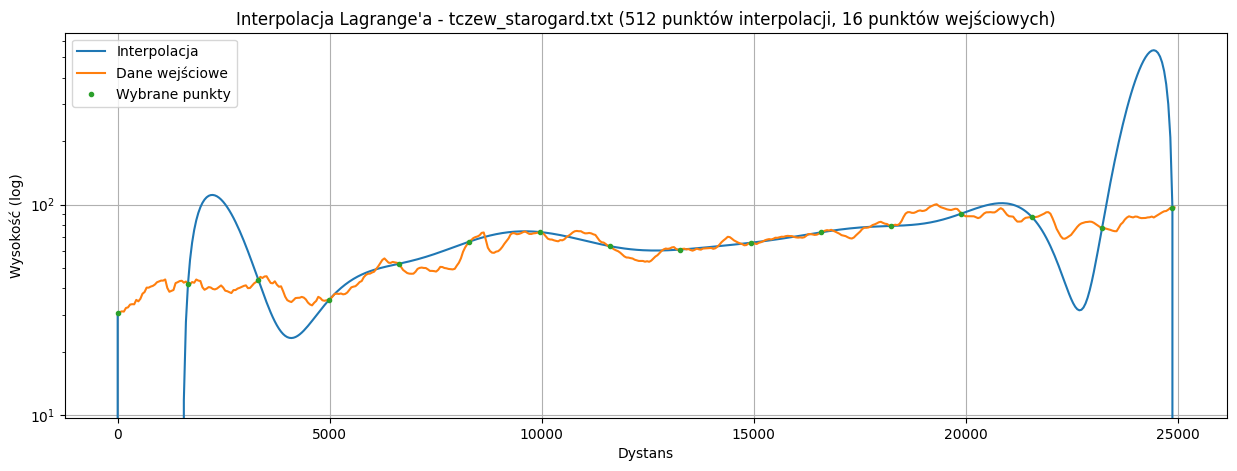 Interpolacja Lagrange'a - tczew_starogard.txt (512 punktów interpolacji, 16 punktów wejściowych)
Interpolacja
Dane wejściowe
Wybrane punkty
Wysokość (log)
10²
10¹
0
5000
10000
15000
20000
25000
Dystans